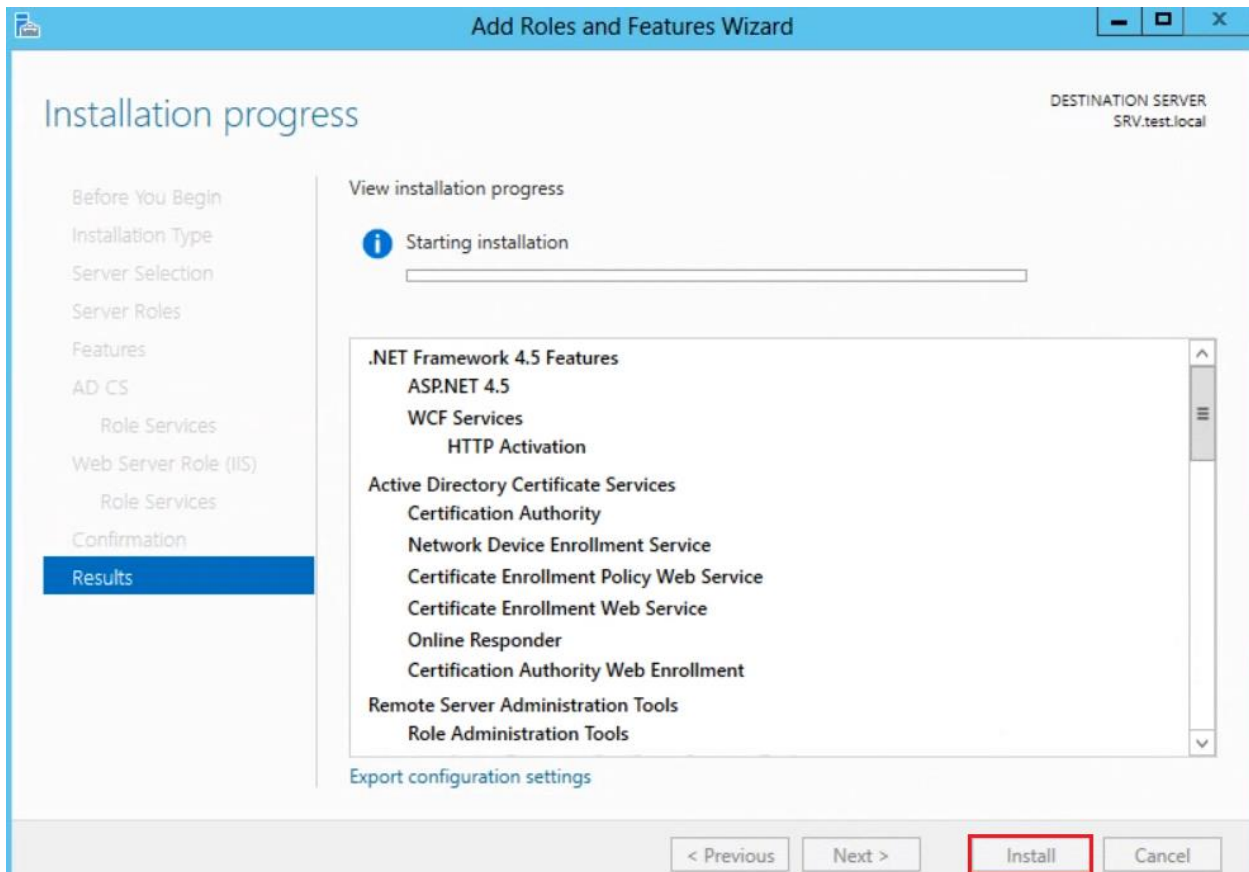 Add Roles and Features Wizard
Installation progress
DESTINATION SERVER
SRV.test.local
Before You Begin
Installation Type
Server Selection
Server Roles
Features
AD CS
Role Services
Web Server Role (IIS)
Role Services
Confirmation
Results
View installation progress
Starting installation
.NET Framework 4.5 Features
ASP.NET 4.5
WCF Services
HTTP Activation
Active Directory Certificate Services
Certification Authority
Network Device Enrollment Service
Certificate Enrollment Policy Web Service
Certificate Enrollment Web Service
Online Responder
Certification Authority Web Enrollment
Remote Server Administration Tools
Role Administration Tools
Export configuration settings
< Previous Next > Install Cancel